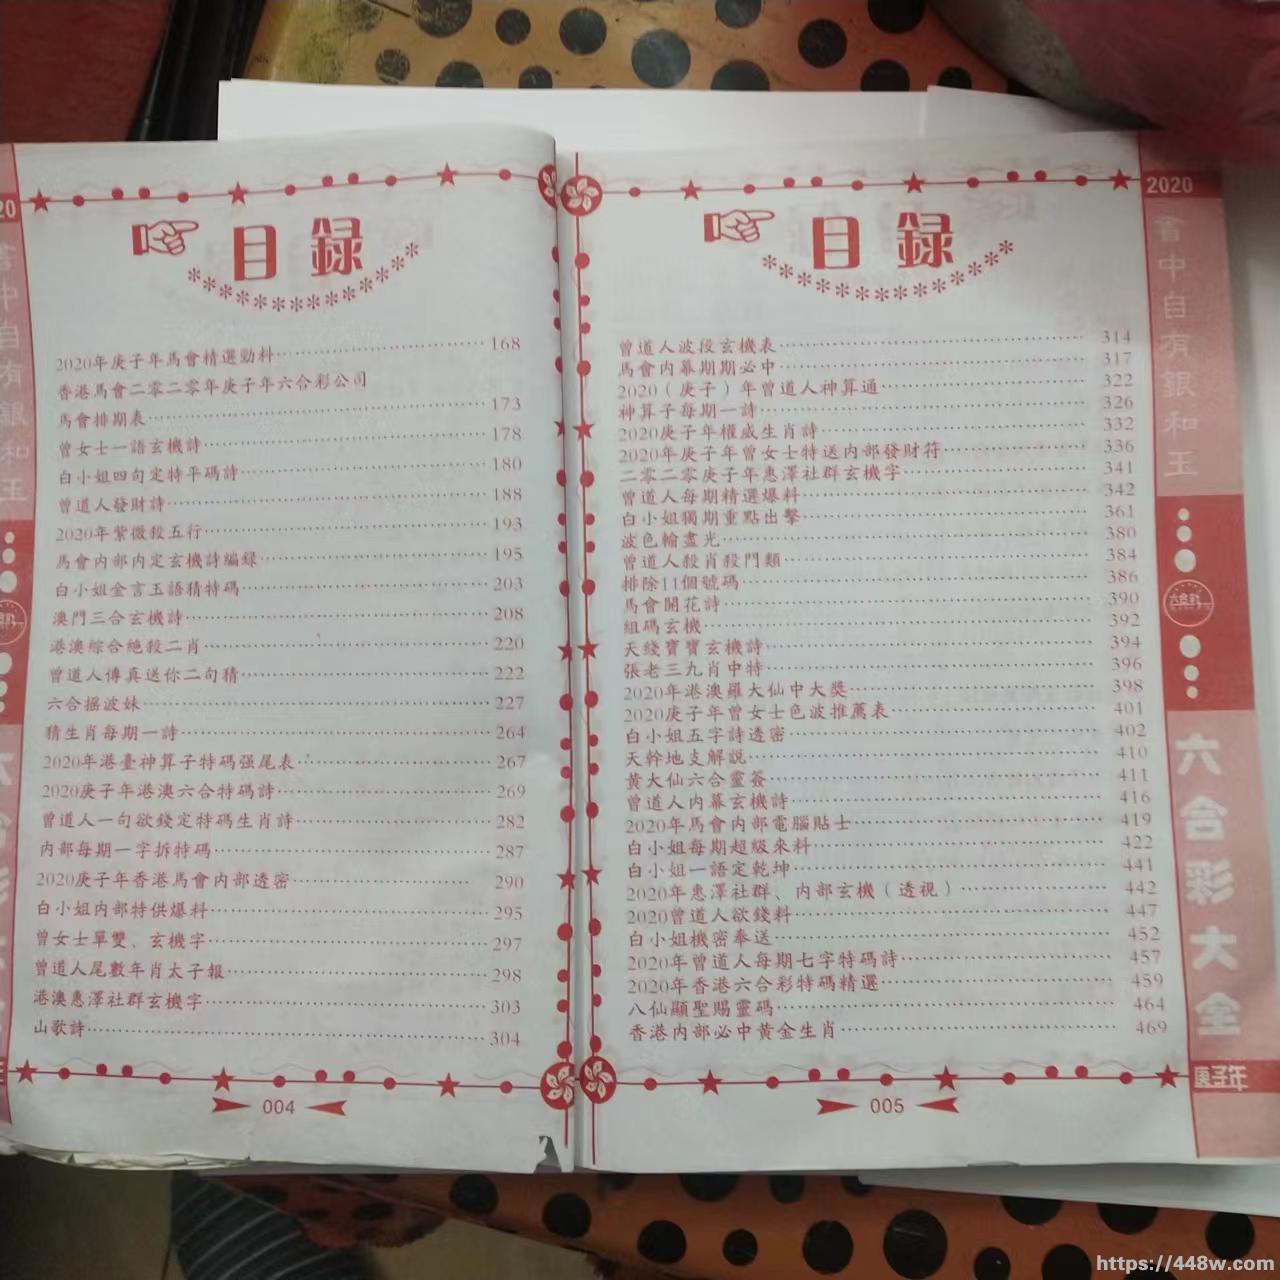 20
書中自有銀和玉
目録
2020年庚子年馬會精選勁料 168
香港馬會二零二零年庚子年六合彩公司
馬會排期表 173
曾女士一語玄機詩 178
白小姐四句定特平碼詩 180
曾道人發財詩 188
2020年紫微殺五行 193
馬會内部内定玄機詩編録 195
白小姐金言玉語猜特碼 203
澳門三合玄機詩 208
港澳綜合絶殺二肖 220
曾道人傳真送你二句猜 222
六合摇波妹 227
猜生肖每期一詩 264
2020年港臺神算子特碼强尾表 267
2020庚子年港澳六合特碼詩 269
曾道人一句欲錢定特碼生肖詩 282
内部每期一字拆特碼 287
2020庚子年香港馬會内部透密 290
白小姐内部特供爆料 295
曾女士單雙、玄機字 297
曾道人尾數年肖太子報 298
港澳惠澤社群玄機字 303
山歌詩 304
004
目録
曾道人波段玄機表 314
馬會内幕期期必中 317
2020（庚子）年曾道人神算通 322
神算子每期一詩 326
2020庚子年權威生肖詩 332
2020年庚子年曾女士特送内部發財符 336
二零二零庚子年惠澤社群玄機字 341
曾道人每期精選爆料 342
白小姐獨期重點出擊 361
波色輸盡光 380
曾道人殺肖殺門類 384
排除11個號碼 386
馬會開花詩 390
組碼玄機 392
天綫寶寶玄機詩 394
張老三九肖中特 396
2020年港澳羅大仙中大獎 398
2020庚子年曾女士色波推薦表 401
白小姐五字詩透密 402
天幹地支解説 410
黄大仙六合靈簽 411
曾道人内幕玄機詩 416
2020年馬會内部電腦貼士 419
白小姐每期超級來料 422
白小姐一語定乾坤 441
2020年惠澤社群、内部玄機（透視） 442
2020曾道人欲錢料 447
白小姐機密奉送 452
2020年曾道人每期七字特碼詩 457
2020年香港六合彩特碼精選 459
八仙顯聖賜靈碼 464
香港内部必中黄金生肖 469
005
2020
書中自有銀和玉
六合彩大全
庚子年
https://448w.com